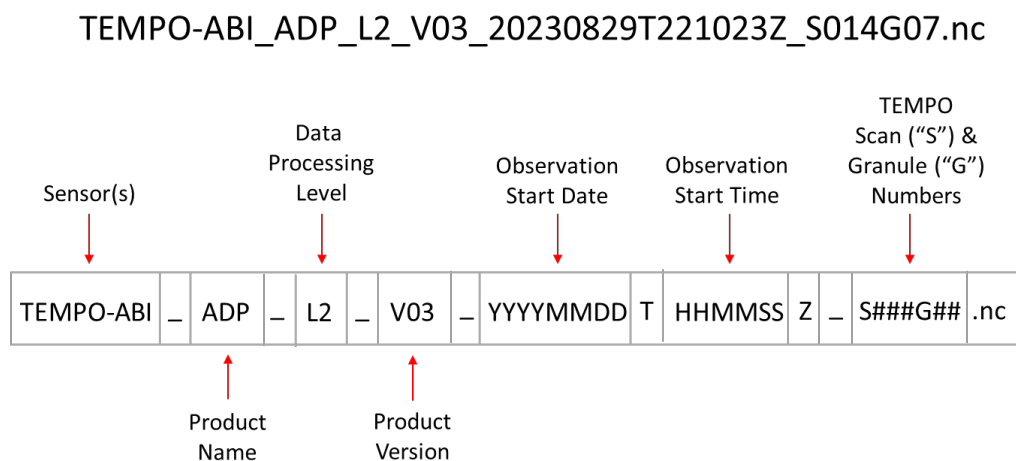 TEMPO-ABI_ADP_L2_V03_20230829T221023Z_S014G07.nc
Sensor(s)
Data
Processing
Level
Observation
Start Date
Observation
Start Time
TEMPO
Scan (“S”) &
Granule (“G”)
Numbers
TEMPO-ABI _ ADP _ L2 _ V03 _ YYYYMMDD T HHMMSS Z _ S###G## .nc
Product
Name
Product
Version